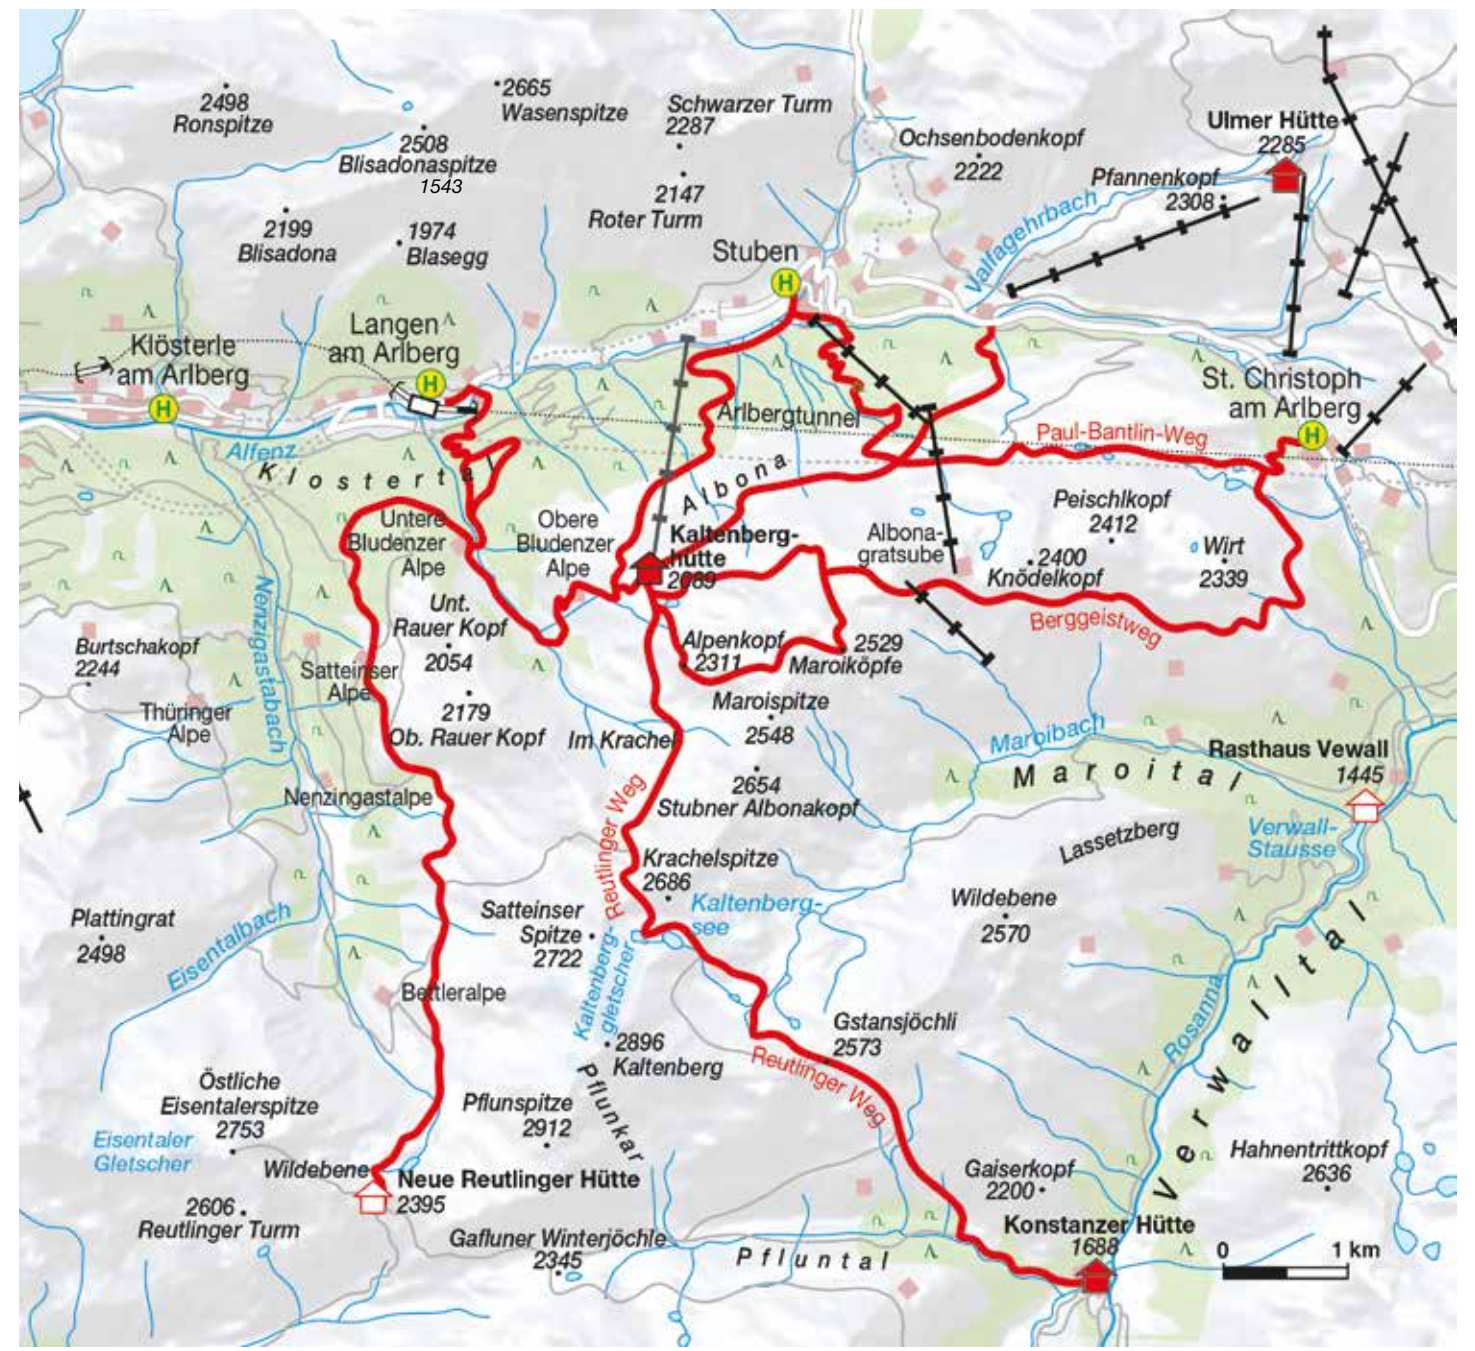 2498
Ronspitze
2665
Wasenspitze
2508
Blisadonaspitze
1543
Schwarzer Turm
2287
2147
Roter Turm
Ochsenbodenkopf
2222
Ulmer Hütte
2285
Pfannenkopf
2308
Valfagehrbach
2199
Blisadona
1974
Blasegg
Stuben
H
Langen
am Arlberg
H
Klösterle
am Arlberg
H
St. Christoph
am Arlberg
H
Alfenz
Klostertal
Arlbergtunnel
Albona
Paul-Bantlin-Weg
Untere
Bludenzer
Alpe
Obere
Bludenzer
Alpe
Kaltenberg-
hütte
2089
Albona-
gratsube
Peischlkopf
2412
2400
Knödelkopf
Wirt
2339
Berggeistweg
Nenzigastabach
Unt.
Rauer Kopf
2054
Burtschakopf
2244
Satteinser
Alpe
Thüringer
Alpe
2179
Ob. Rauer Kopf
Im Krachel
Alpenkopf
2311
2529
Maroiköpfe
Maroispitze
2548
2654
Stubner Albonakopf
Maroibach
Maroital
Rasthaus Vewall
1445
Verwall-
Stausse
Lassetzberg
Nenzingastalpe
Reutlinger Weg
Krachelspitze
2686
Kaltenberg-
see
Wildebene
2570
Plattingrat
2498
Eisentalbach
Satteinser
Spitze
2722
Kaltenberg-
gletscher
Bettleralpe
2896
Kaltenberg
Gstansjöchli
2573
Reutlinger Weg
Rosanna
Verwalltal
Östliche
Eisentalerspitze
2753
Eisentaler
Gletscher
Pflunspitze
2912
Pflunkar
Wildebene
Neue Reutlinger Hütte
2395
2606
Reutlinger Turm
Gafluner Winterjöchle
2345
Pfluntal
Gaiserkopf
2200
Konstanzer Hütte
1688
Hahnentrittkopf
2636
0 1 km